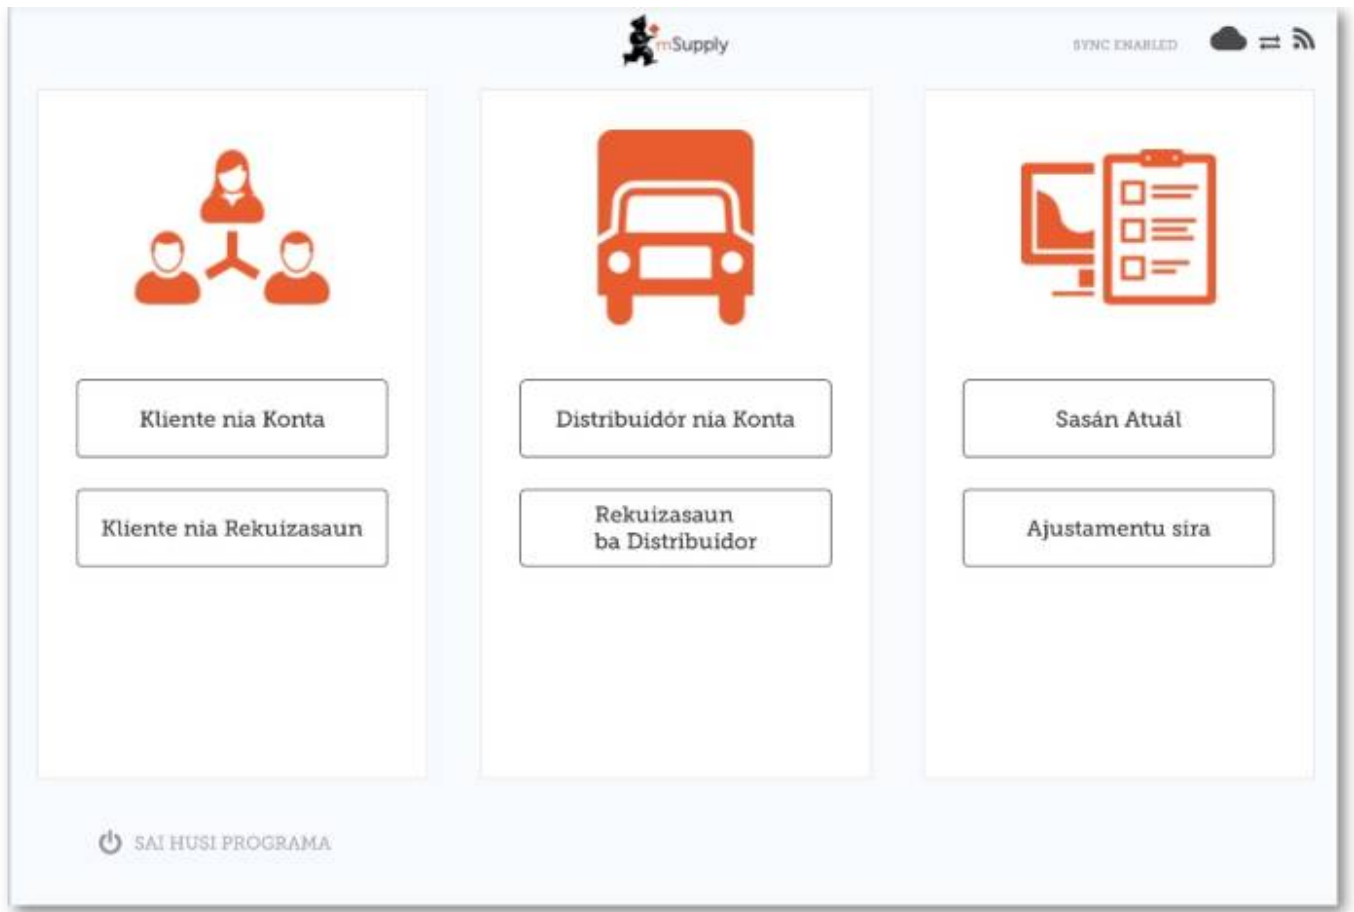 mSupply
SYNC ENABLED
Kliente nia Konta
Kliente nia Rekuizasaun
Distribuidór nia Konta
Rekuizasaun
ba Distribuidor
Sasán Atuál
Ajustamentu sira
SAI HUSI PROGRAMA